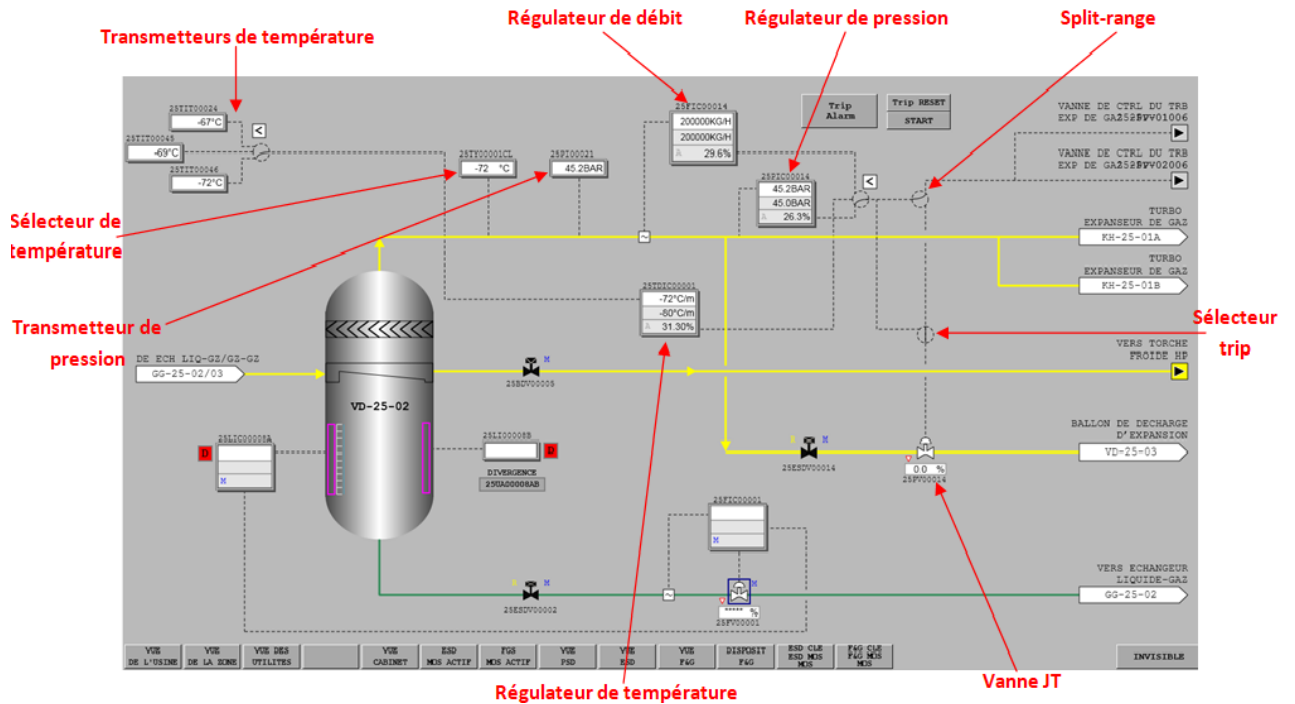 Régulateur de débit
Régulateur de pression
Split-range
Transmetteurs de température
25TIT00024
-67°C
<
25TIT00045
-69°C
25TIT00046
-72°C
25FIC00014
200000KG/H
200000KG/H
A 29.6%
Trip
Alarm
Trip RESET
START
VANNE DE CTRL DU TRB
EXP DE GAZ
VANNE DE CTRL DU TRB
EXP DE GAZ
25TY00001CL
-72 °C
25PI00021
45.2BAR
25PIC00014
45.2BAR
45.0BAR
A 26.3%
<
Sélecteur de
température
TURBO
EXPANSEUR DE GAZ
KH-25-01A
TURBO
EXPANSEUR DE GAZ
KH-25-01B
25TDIC00001
-72°C/m
-80°C/m
A 31.30%
Transmetteur de
pression
Sélecteur
trip
DE ECH LIQ-GZ/GZ-GZ
GG-25-02/03
M
25BDV00005
VERS TORCHE
FROIDE HP
VD-25-02
25LIC00008A
D
M
25LI00008B
D
DIVERGENCE
25UA00008AB
M
25ESDV00014
0.0 %
25PV00014
BALLON DE DECHARGE
D'EXPANSION
VD=25=03
25FIC00001
M
M
25ESDV00002
M
***** %
25FV00001
VERS ECHANGEUR
LIQUIDE-GAZ
GG-25-02
VUE
DE L'USINE
VUE
DE LA ZONE
VUE DES
UTILITES
VUE
CABINET
ESD
MOS ACTIF
FGS
MOS ACTIF
VUE
PSD
VUE
ESD
VUE
F&G
DISPOSIT
F&G
ESD CLE
ESD MOS
MOS
F&G CLE
F&G MOS
MOS
INVISIBLE
Régulateur de température
Vanne JT